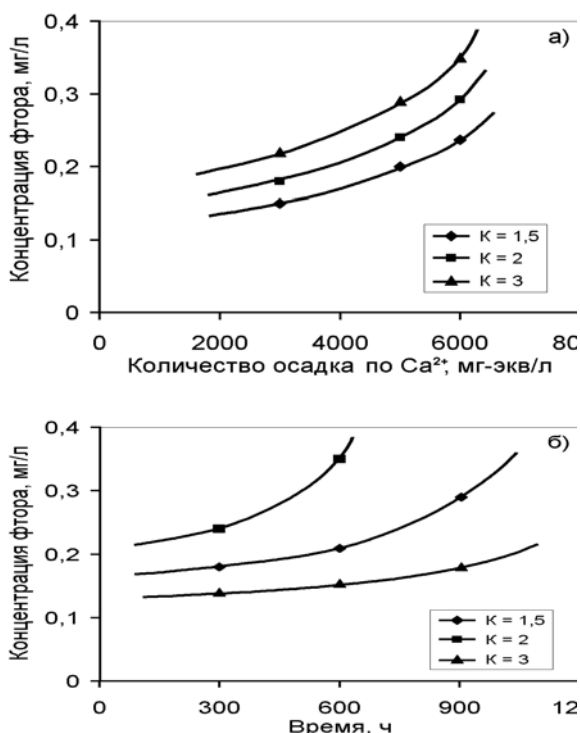 Концентрация фтора, мг/л
0,4
0,3
0,2
0,1
0
а)
К = 1,5
К = 2
К = 3
0 2000 4000 6000 80
Количество осадка по Ca²⁺, мг-экв/л
Концентрация фтора, мг/л
0,4
0,3
0,2
0,1
0
б)
К = 1,5
К = 2
К = 3
0 300 600 900 12
Время, ч